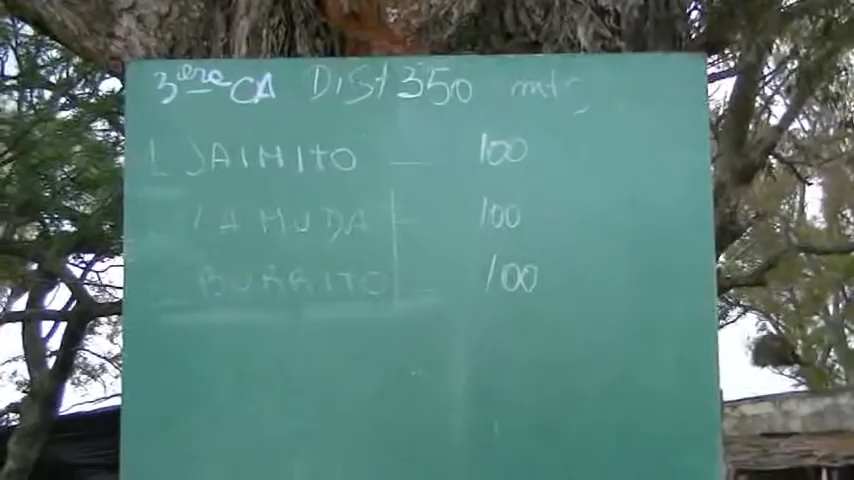 3era CA DIST 350 mts
1 JAIMITO — 100
LA MUDA - 100
BURRITO - 100